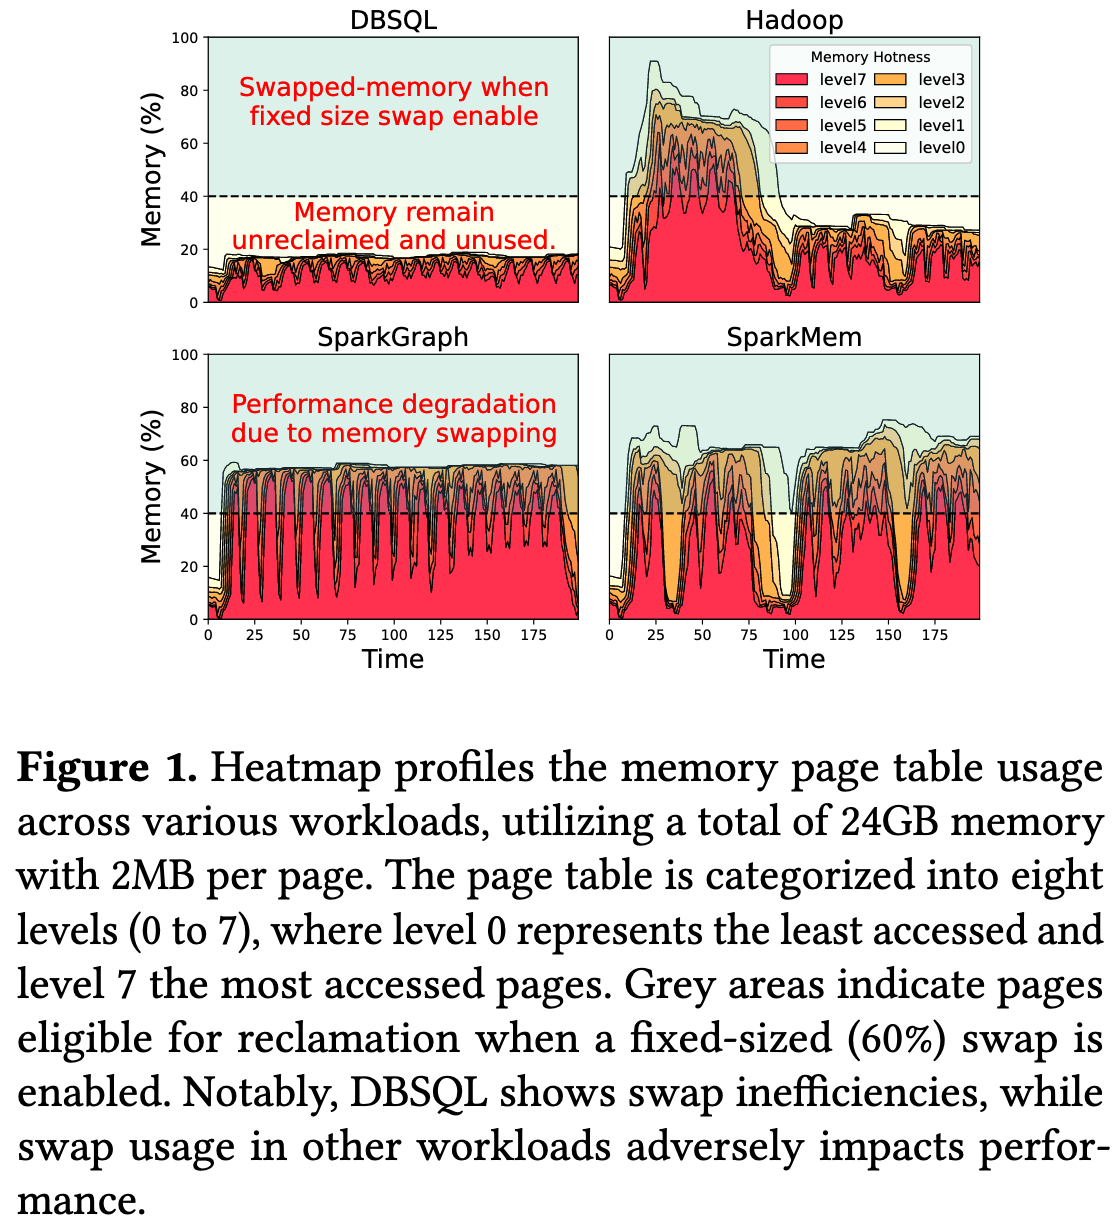 DBSQL
Hadoop
100
80
60
40
20
0
Memory (%)
Swapped-memory when
fixed size swap enable
Memory remain
unreclaimed and unused.
Memory Hotness
level7
level3
level6
level2
level5
level1
level4
level0
SparkGraph
SparkMem
100
80
60
40
20
0
Memory (%)
Performance degradation
due to memory swapping
0
25
50
75
100
125
150
175
0
25
50
75
100
125
150
175
Time
Time
Figure 1. Heatmap profiles the memory page table usage
across various workloads, utilizing a total of 24GB memory
with 2MB per page. The page table is categorized into eight
levels (0 to 7), where level 0 represents the least accessed and
level 7 the most accessed pages. Grey areas indicate pages
eligible for reclamation when a fixed-sized (60%) swap is
enabled. Notably, DBSQL shows swap inefficiencies, while
swap usage in other workloads adversely impacts perfor-
mance.